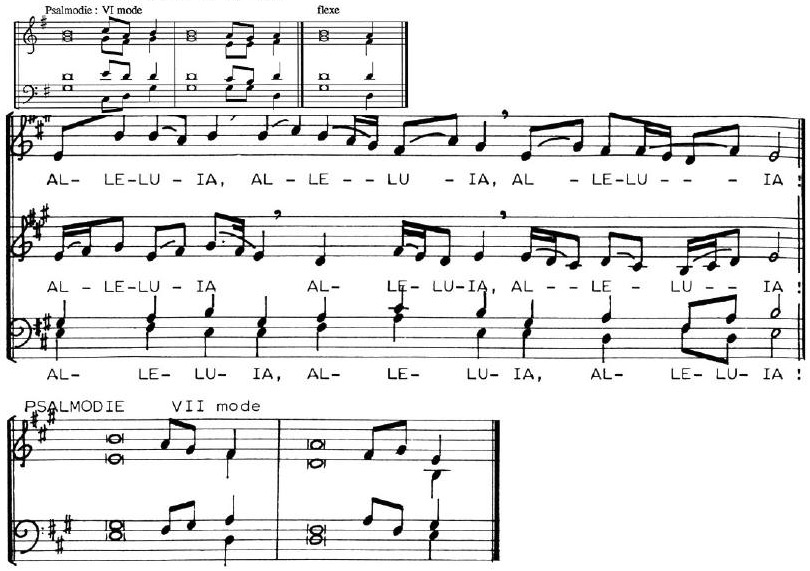 Psalmodie : VI mode flexe
AL- LE-LU - IA, AL - LE - - LU - IA, AL - LE-LU - - - IA !
AL - LE-LU - IA AL- LE- LU-IA, AL - - LE - LU - - IA !
AL- LE- LU- IA, AL- LE- LU- IA, AL- LE- LU- IA !
PSALMODIE VII mode